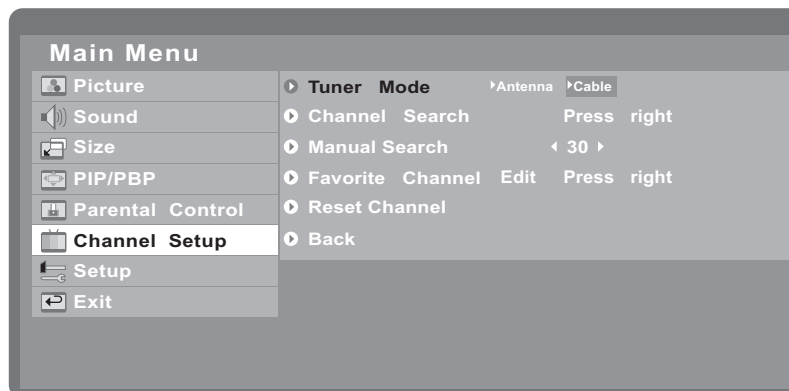 Main Menu
Picture
Sound
Size
PIP/PBP
Parental Control
Channel Setup
Setup
Exit
Tuner Mode Antenna Cable
Channel Search Press right
Manual Search 30
Favorite Channel Edit Press right
Reset Channel
Back